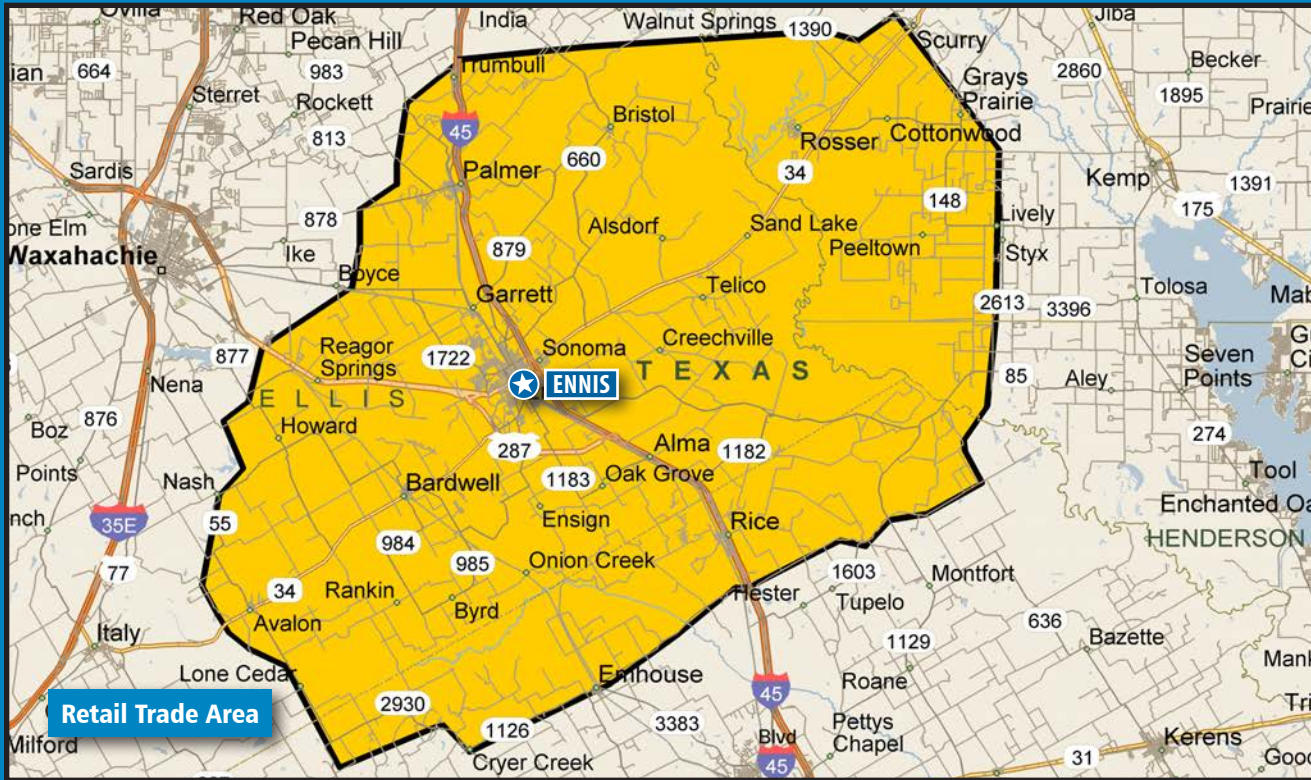 Ovilla
Red Oak
India
Walnut Springs
1390
Jiba
Pecan Hill
Scurry
664
983
Trumbull
2860
Becker
Sterret
Rockett
Grays
Prairie
1895
Prairie
813
45
Bristol
Rosser
Cottonwood
Sardis
Palmer
660
34
Kemp
1391
175
878
148
Lively
Waxahachie
Ike
879
Alsdorf
Sand Lake
Peeltown
Styx
Boyce
Garrett
Telico
Tolosa
2613
3396
877
Reagor
Springs
1722
Sonoma
Creechville
Seven
Points
TEXAS
ENNIS
85
Aley
Nena
ELLIS
876
Boz
Howard
274
Points
287
Alma
1182
Nash
Bardwell
1183
Oak Grove
Tool
Enchanted
35E
55
Ensign
Rice
HENDERSON
984
77
985
Onion Creek
1603
Montfort
34
Rankin
Byrd
Hester
Tupelo
636
Avalon
Italy
1129
Bazette
Lone Cedar
Emhouse
45
Roane
Retail Trade Area
2930
1126
3383
Pettys
Chapel
Milford
Blvd
Kerens
Cryer Creek
45
31